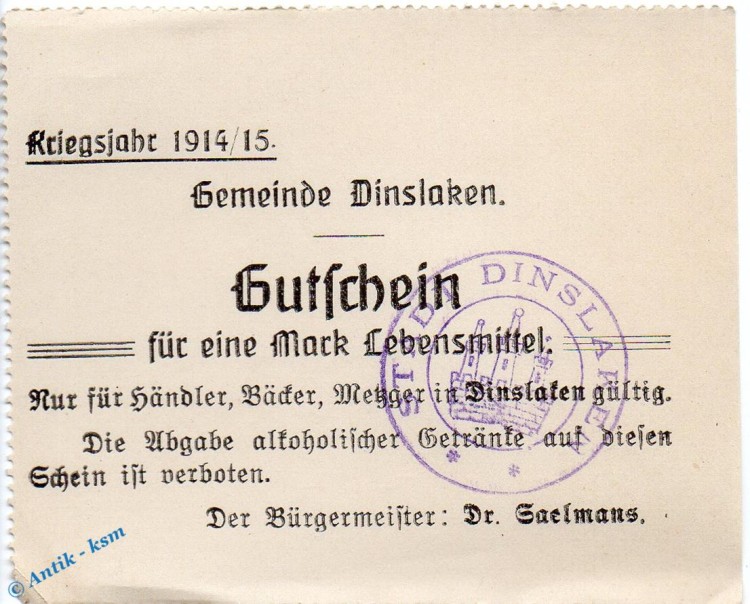 Kriegsjahr 1914/15.
Gemeinde Dinslaken.
Gutschein
für eine Mark Lebensmittel.
Nur für Händler, Bäcker, Metzger in Dinslaken gültig.
Die Abgabe alkoholischer Getränke auf diesen
Schein ist verboten.
Der Bürgermeister: Dr. Saelmans.
STADT DINSLAKEN
* *
© Antik - ksm